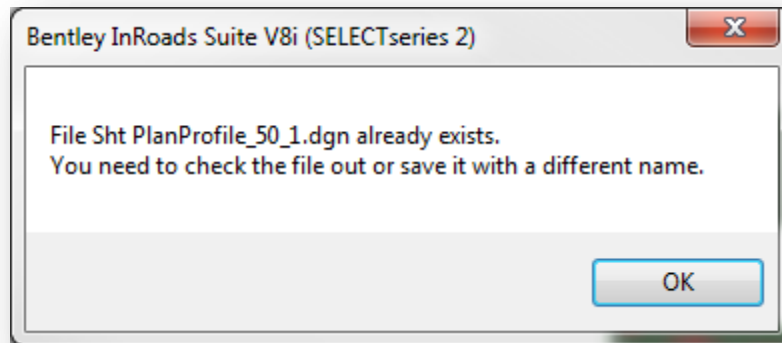 Bentley InRoads Suite V8i (SELECTseries 2)
File Sht PlanProfile_50_1.dgn already exists.
You need to check the file out or save it with a different name.
OK